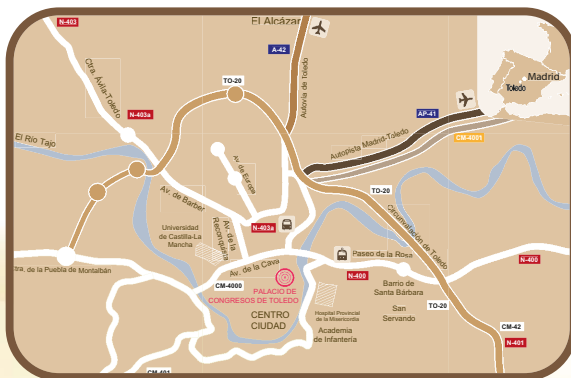 N-403
El Alcázar
A-42
Ctra. Ávila-Toledo
TO-20
Autovía de Toledo
Madrid
Toledo
N-403a
AP-41
El Río Tajo
Autopista Madrid-Toledo
CM-4001
Av. de Europa
Av. de Barber
TO-20
Universidad
de Castilla-La
Mancha
Av. de la
Reconquista
N-403a
Circunvalación de Toledo
Paseo de la Rosa
N-400
tra. de la Puebla de Montalbán
Av. de la Cava
N-400
CM-4000
PALACIO DE
CONGRESOS DE TOLEDO
Barrio de
Santa Bárbara
CENTRO
CIUDAD
Hospital Provincial
de la Misericordia
TO-20
San
Servando
Academia
de Infantería
CM-42
N-401
CM-401